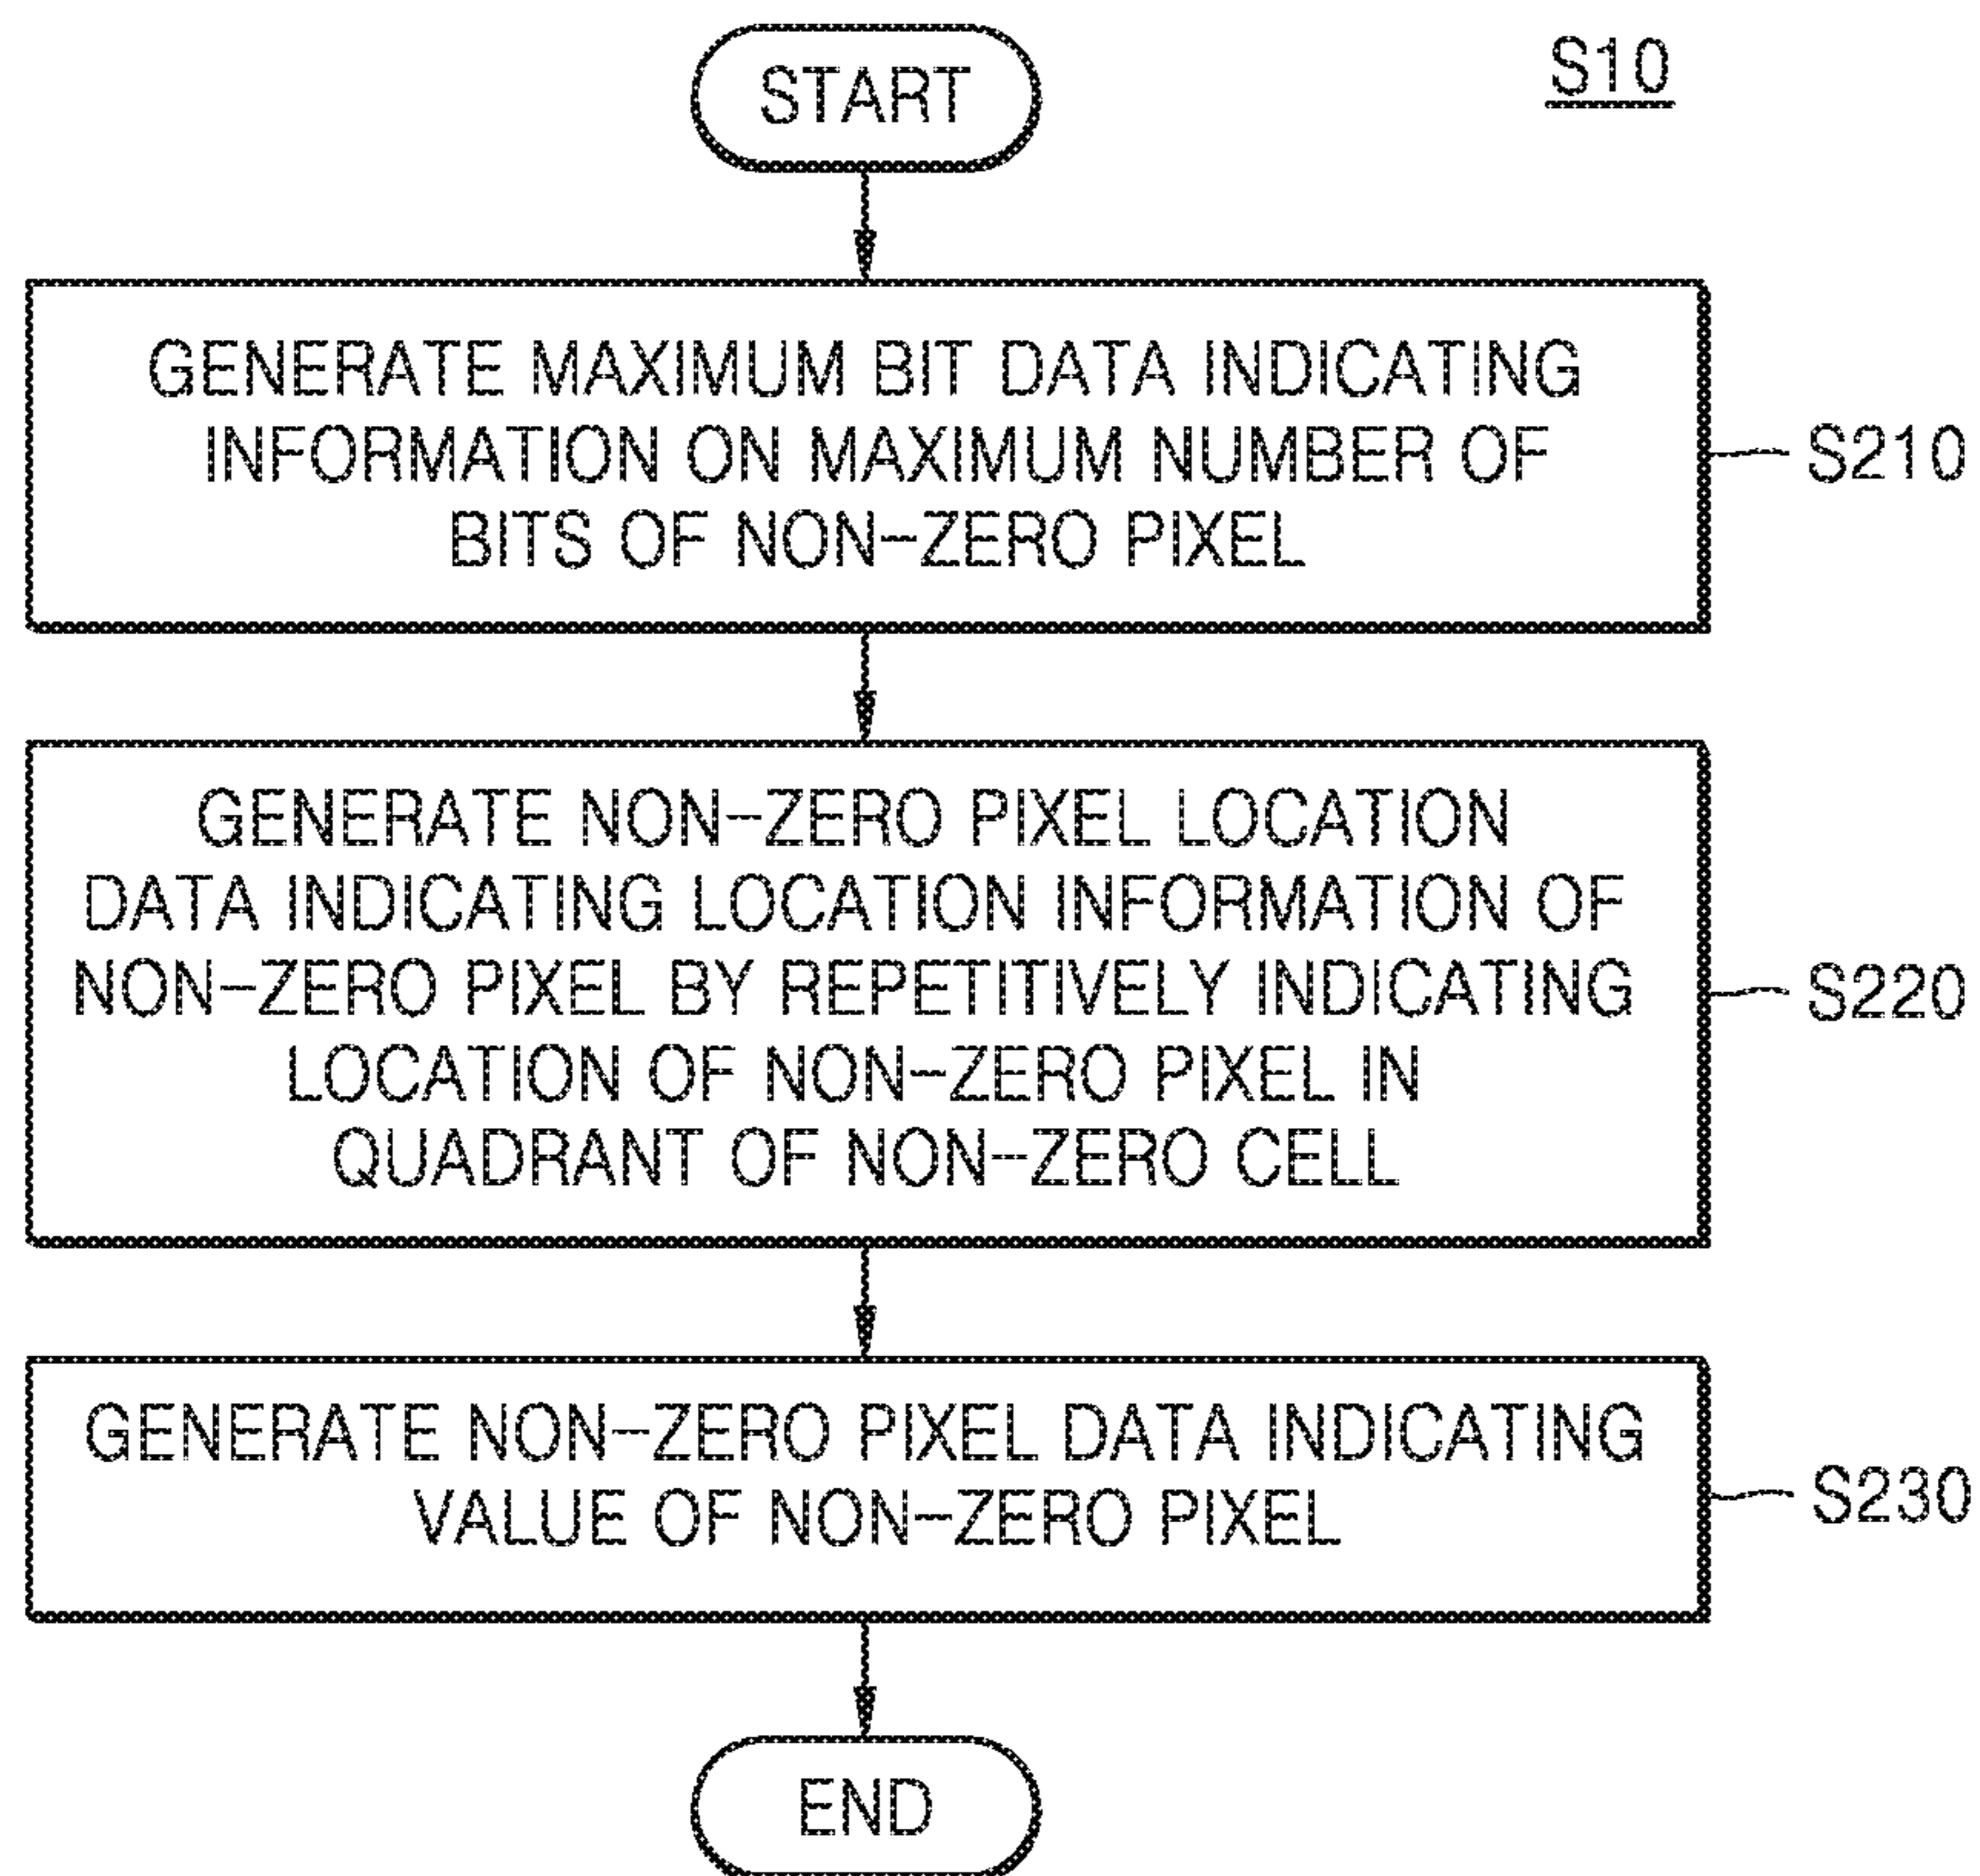 START
S10
GENERATE MAXIMUM BIT DATA INDICATING
INFORMATION ON MAXIMUM NUMBER OF
BITS OF NON-ZERO PIXEL
S210
GENERATE NON-ZERO PIXEL LOCATION
DATA INDICATING LOCATION INFORMATION OF
NON-ZERO PIXEL BY REPETITIVELY INDICATING
LOCATION OF NON-ZERO PIXEL IN
QUADRANT OF NON-ZERO CELL
S220
GENERATE NON-ZERO PIXEL DATA INDICATING
VALUE OF NON-ZERO PIXEL
S230
END